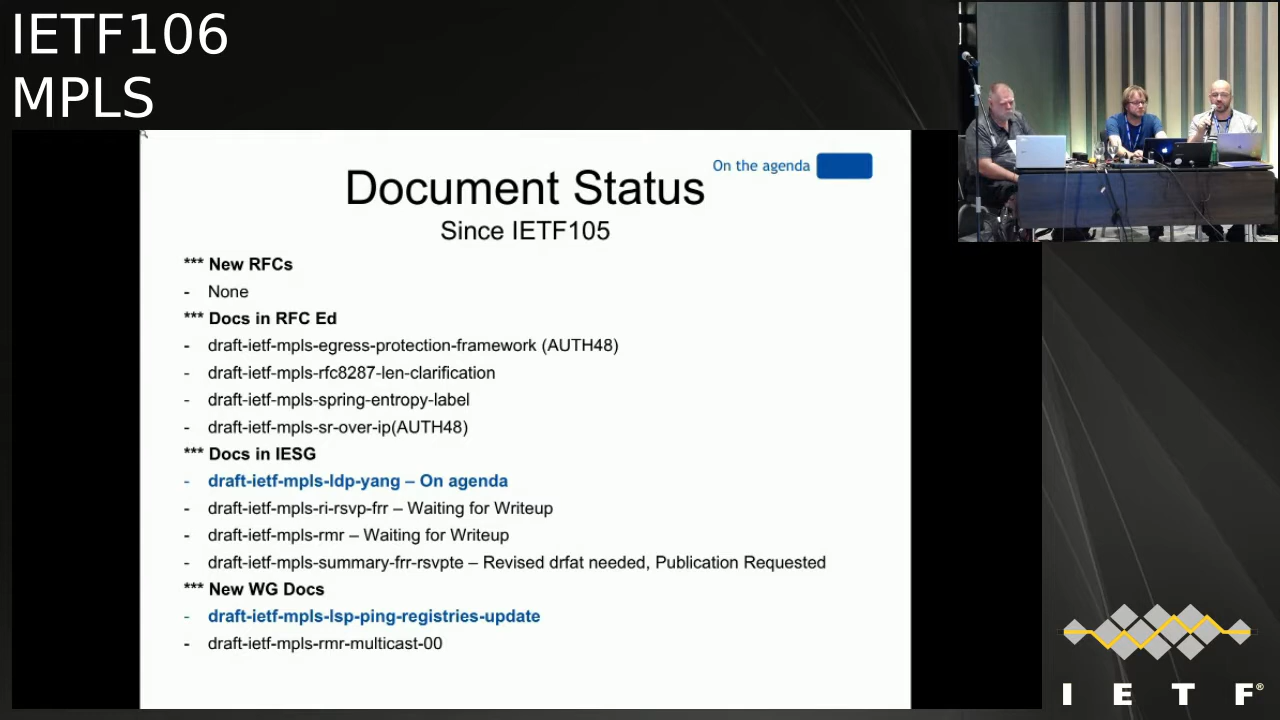 IETF106
MPLS
On the agenda
Document Status
Since IETF105
*** New RFCs
- None
*** Docs in RFC Ed
- draft-ietf-mpls-egress-protection-framework (AUTH48)
- draft-ietf-mpls-rfc8287-len-clarification
- draft-ietf-mpls-spring-entropy-label
- draft-ietf-mpls-sr-over-ip(AUTH48)
*** Docs in IESG
- draft-ietf-mpls-ldp-yang – On agenda
- draft-ietf-mpls-ri-rsvp-frr – Waiting for Writeup
- draft-ietf-mpls-rmr – Waiting for Writeup
- draft-ietf-mpls-summary-frr-rsvpte – Revised drfat needed, Publication Requested
*** New WG Docs
- draft-ietf-mpls-lsp-ping-registries-update
- draft-ietf-mpls-rmr-multicast-00
I E T F®